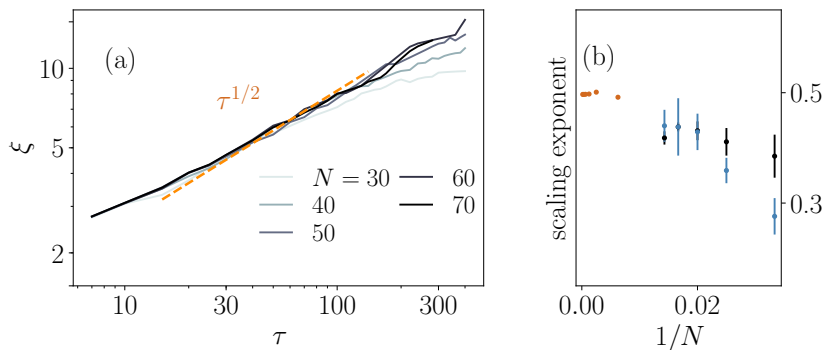 (a)
τ^{1/2}
10
5
2
ξ
N = 30
40
50
60
70
10
30
100
300
τ
(b)
scaling exponent
0.5
0.3
0.00
0.02
1/N